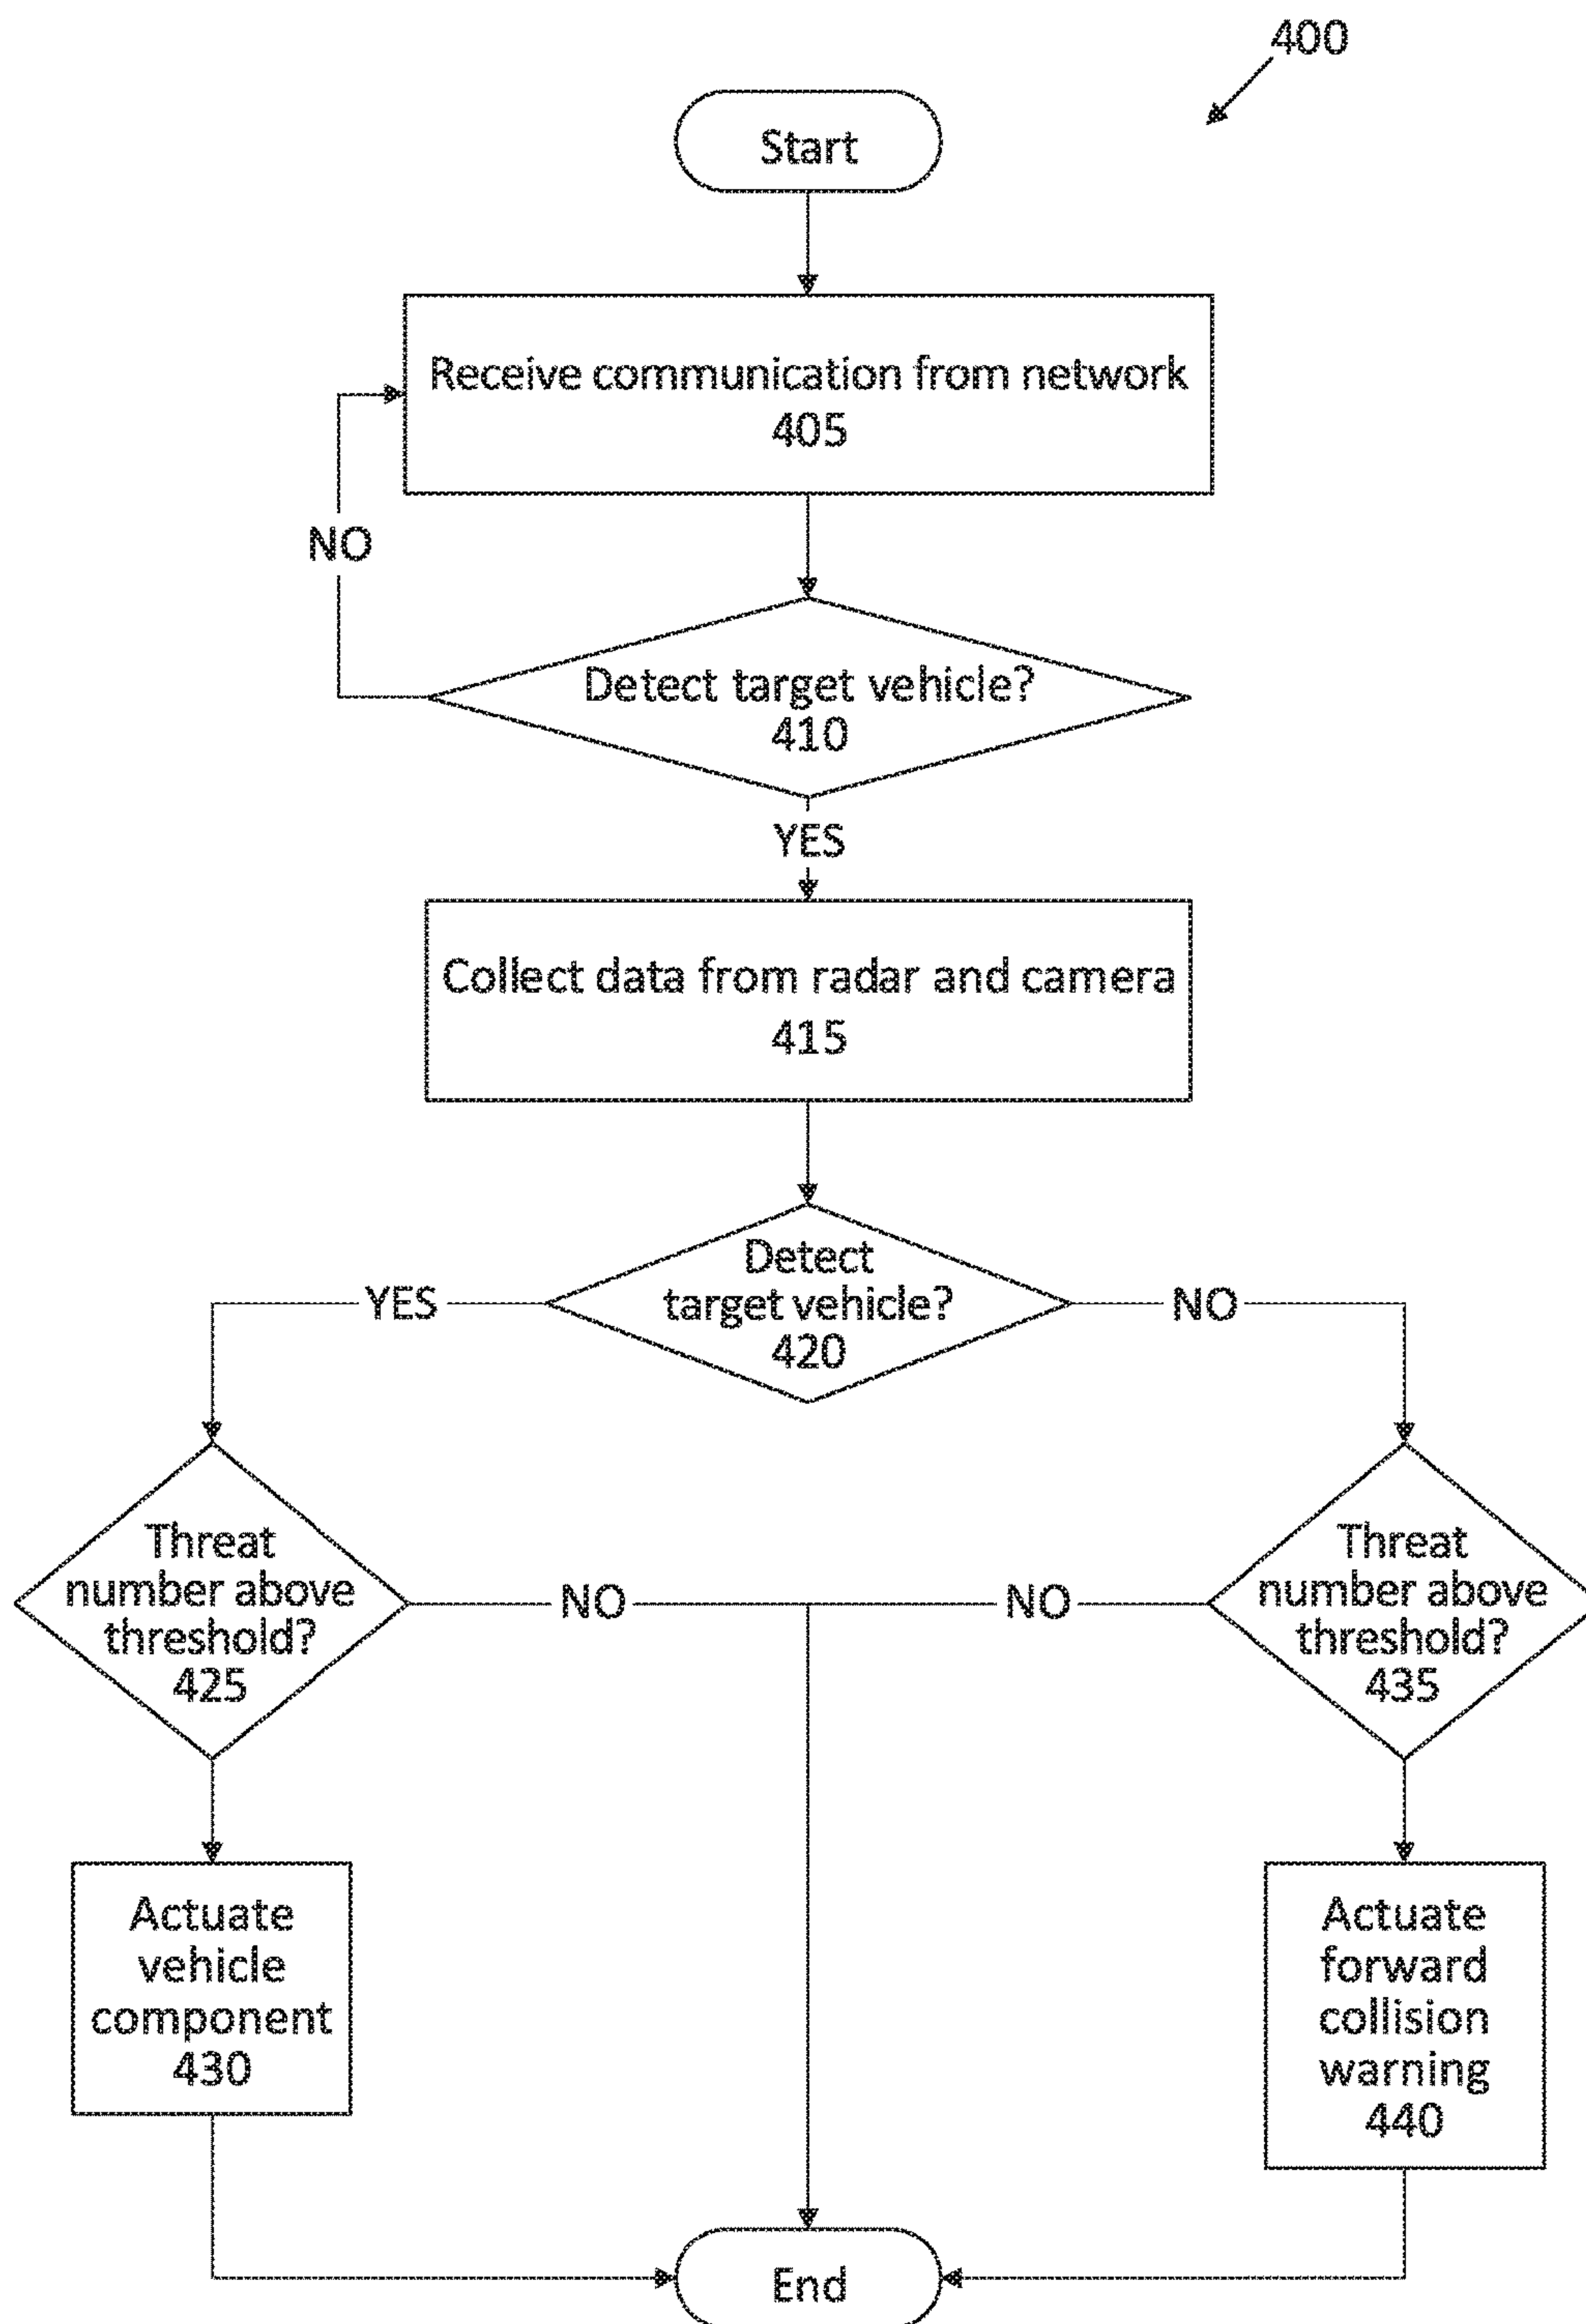 400
Start
Receive communication from network
405
NO
Detect target vehicle?
410
YES
Collect data from radar and camera
415
Detect
target vehicle?
420
YES
NO
Threat
number above
threshold?
425
NO
NO
Threat
number above
threshold?
435
Actuate
vehicle
component
430
Actuate
forward
collision
warning
440
End